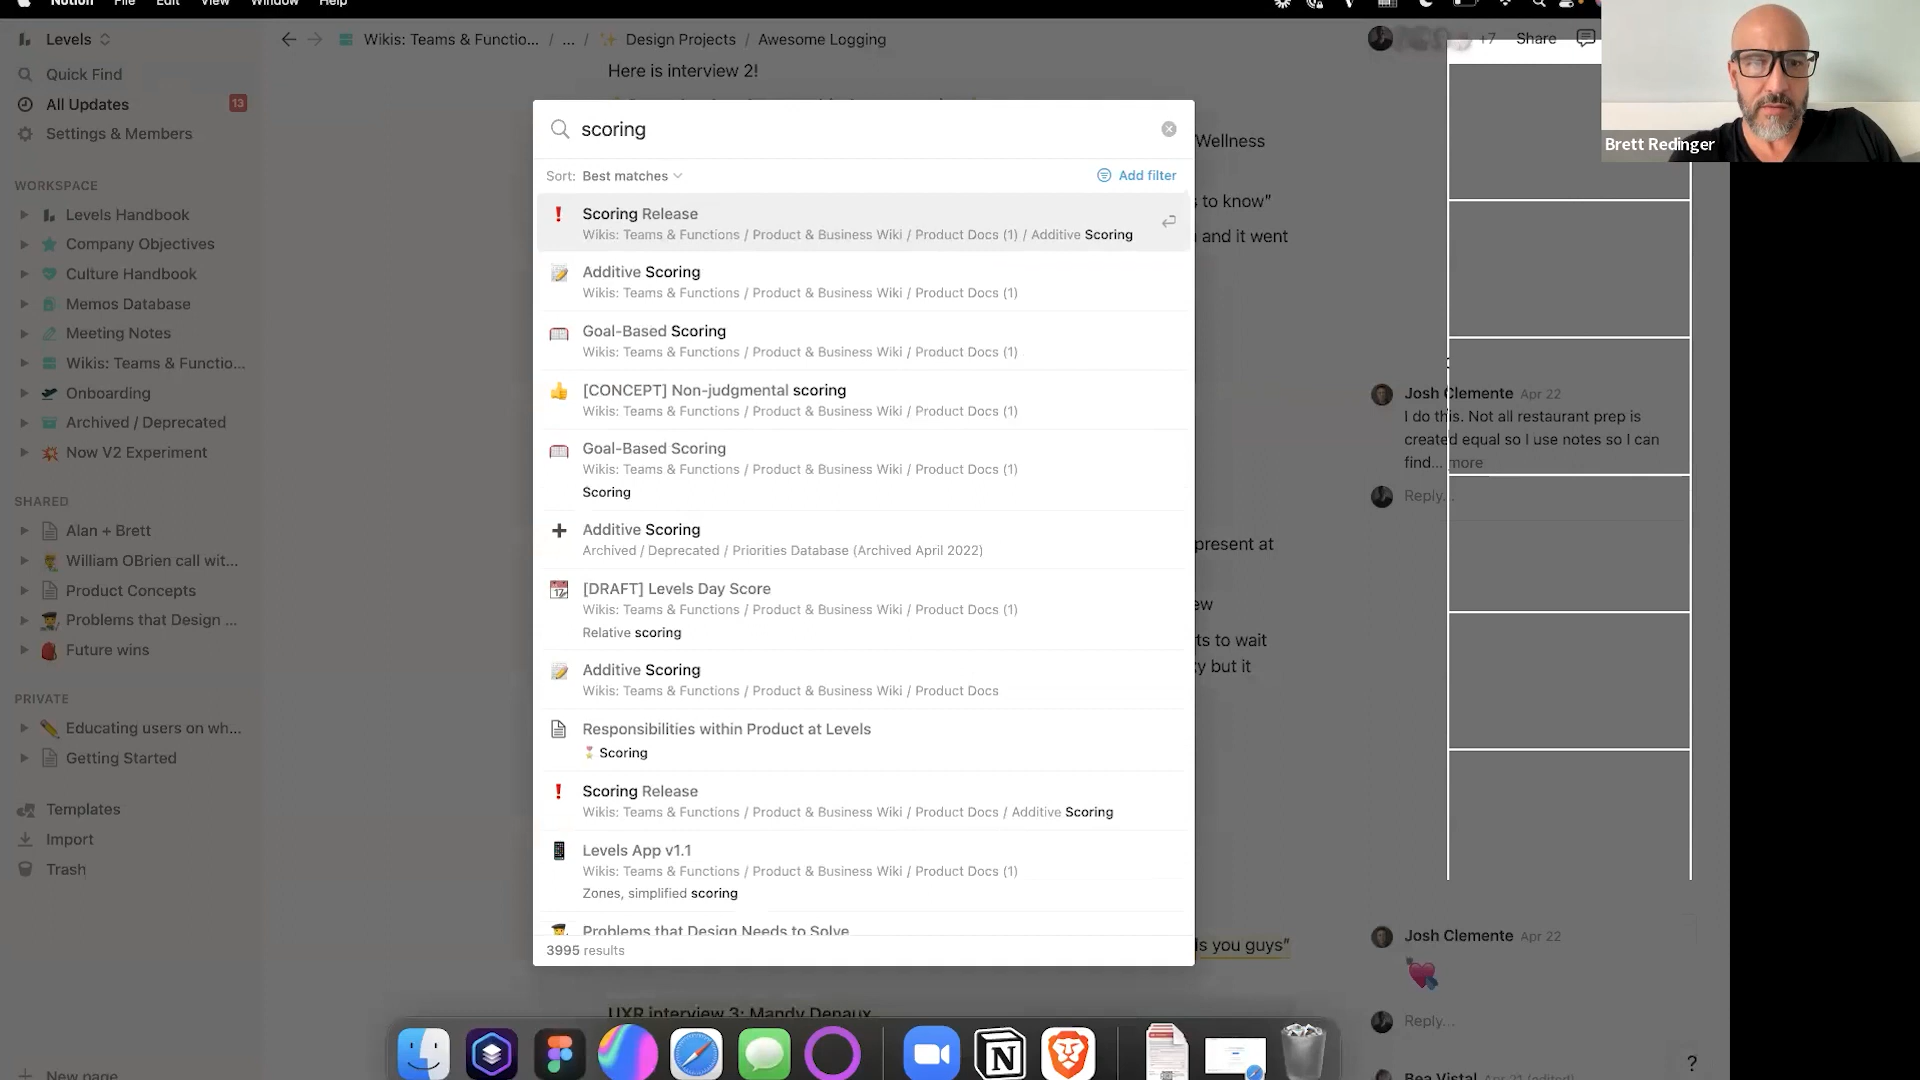 Notion File Edit View Window Help
Levels
Wikis: Teams & Functio... / ... / Design Projects / Awesome Logging
+7 Share
Brett Redinger
Quick Find
All Updates 13
Settings & Members
WORKSPACE
Levels Handbook
Company Objectives
Culture Handbook
Memos Database
Meeting Notes
Wikis: Teams & Functio...
Onboarding
Archived / Deprecated
Now V2 Experiment
SHARED
Alan + Brett
William OBrien call wit...
Product Concepts
Problems that Design ...
Future wins
PRIVATE
Educating users on wh...
Getting Started
Templates
Import
Trash
New page
Here is interview 2!
scoring
Sort: Best matches
Add filter
Scoring Release
Wikis: Teams & Functions / Product & Business Wiki / Product Docs (1) / Additive Scoring
Additive Scoring
Wikis: Teams & Functions / Product & Business Wiki / Product Docs (1)
Goal-Based Scoring
Wikis: Teams & Functions / Product & Business Wiki / Product Docs (1)
[CONCEPT] Non-judgmental scoring
Wikis: Teams & Functions / Product & Business Wiki / Product Docs (1)
Goal-Based Scoring
Wikis: Teams & Functions / Product & Business Wiki / Product Docs (1)
Scoring
Additive Scoring
Archived / Deprecated / Priorities Database (Archived April 2022)
[DRAFT] Levels Day Score
Wikis: Teams & Functions / Product & Business Wiki / Product Docs (1)
Relative scoring
Additive Scoring
Wikis: Teams & Functions / Product & Business Wiki / Product Docs
Responsibilities within Product at Levels
Scoring
Scoring Release
Wikis: Teams & Functions / Product & Business Wiki / Product Docs / Additive Scoring
Levels App v1.1
Wikis: Teams & Functions / Product & Business Wiki / Product Docs (1)
Zones, simplified scoring
Problems that Design Needs to Solve
3995 results
Wellness
to know”
and it went
present at
ew
ts to wait
y but it
ls you guys”
UXR interview 3: Mandy Denaux
Josh Clemente Apr 22
I do this. Not all restaurant prep is
created equal so I use notes so I can
find... more
Reply...
Josh Clemente Apr 22
Reply...
Bea Vistal Apr 21 (edited)
?